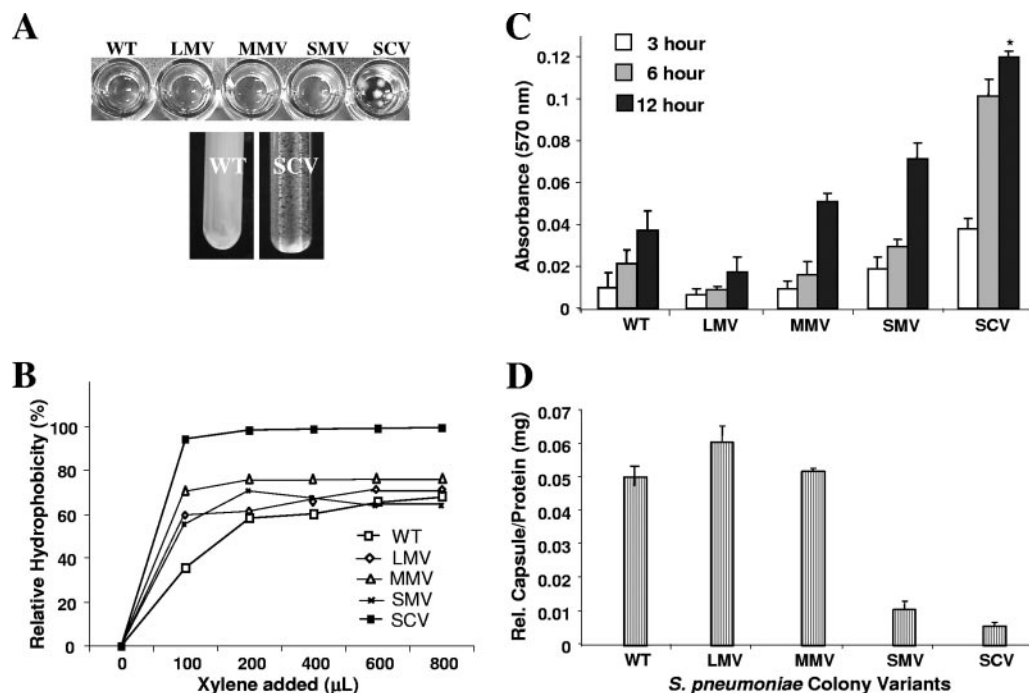 A
WT LMV MMV SMV SCV
WT SCV
B
Relative Hydrophobicity (%)
100
80
60
40
20
0
WT
LMV
MMV
SMV
SCV
0 100 200 400 600 800
Xylene added (µL)
C
Absorbance (570 nm)
0.12
0.1
0.08
0.06
0.04
0.02
0
3 hour
6 hour
12 hour
*
WT LMV MMV SMV SCV
D
Rel. Capsule/Protein (mg)
0.07
0.06
0.05
0.04
0.03
0.02
0.01
0
WT LMV MMV SMV SCV
S. pneumoniae Colony Variants